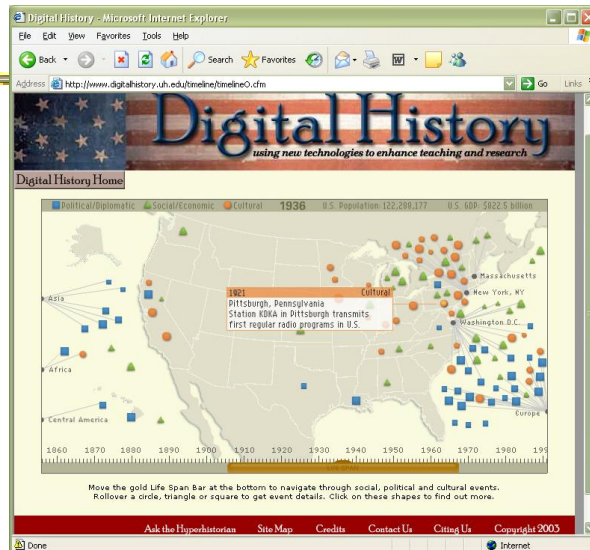 Digital History - Microsoft Internet Explorer
File Edit View Favorites Tools Help
Back Search Favorites
Address http://www.digitalhistory.uh.edu/timeline/timelineO.cfm Go Links
Digital History
using new technologies to enhance teaching and research
Digital History Home
Political/Diplomatic Social/Economic Cultural 1936 U.S. Population: 122,288,177 U.S. GDP: $822.5 billion
Massachusetts
1921 Cultural
Pittsburgh, Pennsylvania
Station KDKA in Pittsburgh transmits
first regular radio programs in U.S.
New York, NY
Asia
Washington D.C.
Africa
Europe
Central America
1860 1870 1880 1890 1900 1910 1920 1930 1940 1950 1960 1970 1980 199
LIFE SPAN
Move the gold Life Span Bar at the bottom to navigate through social, political and cultural events.
Rollover a circle, triangle or square to get event details. Click on these shapes to find out more.
Ask the Hyperhistorian Site Map Credits Contact Us Citing Us Copyright 2003
Done Internet